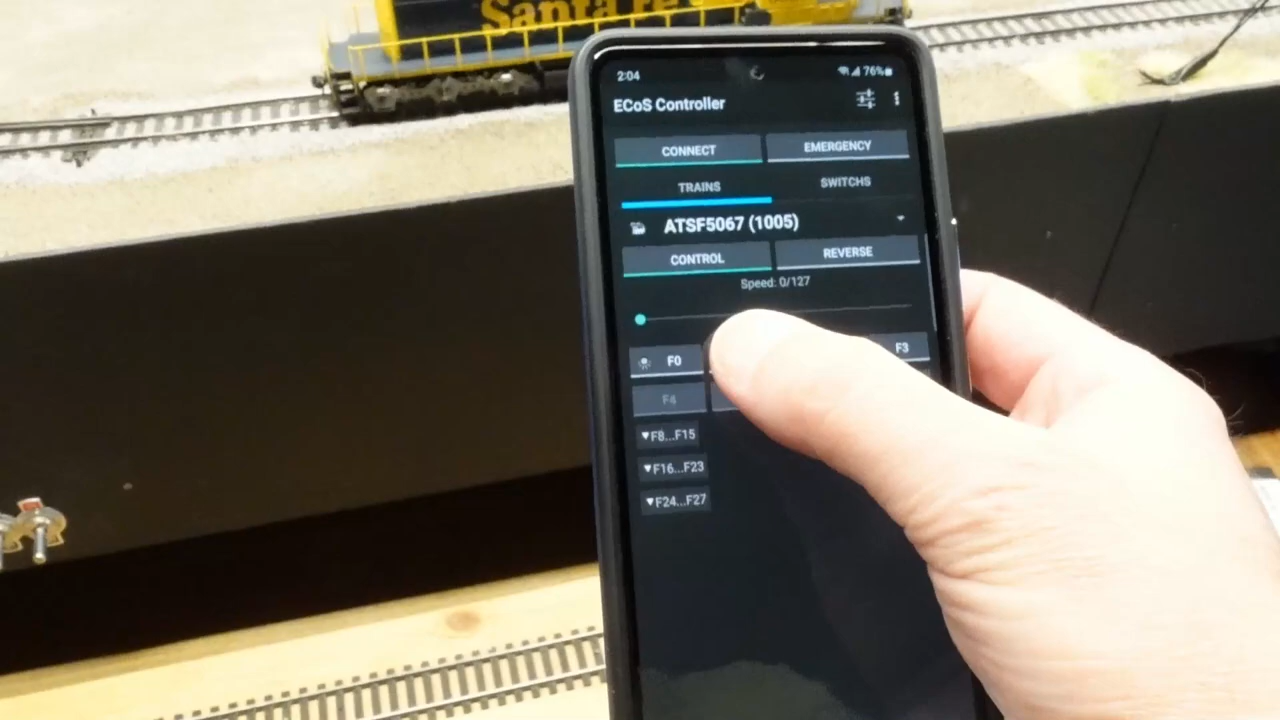 Santa Fe
2:04 76%
ECoS Controller
CONNECT EMERGENCY
TRAINS SWITCHS
ATSF5067 (1005)
CONTROL REVERSE
Speed: 0/127
F0 F3
F4
▼F8...F15
▼F16...F23
▼F24...F27